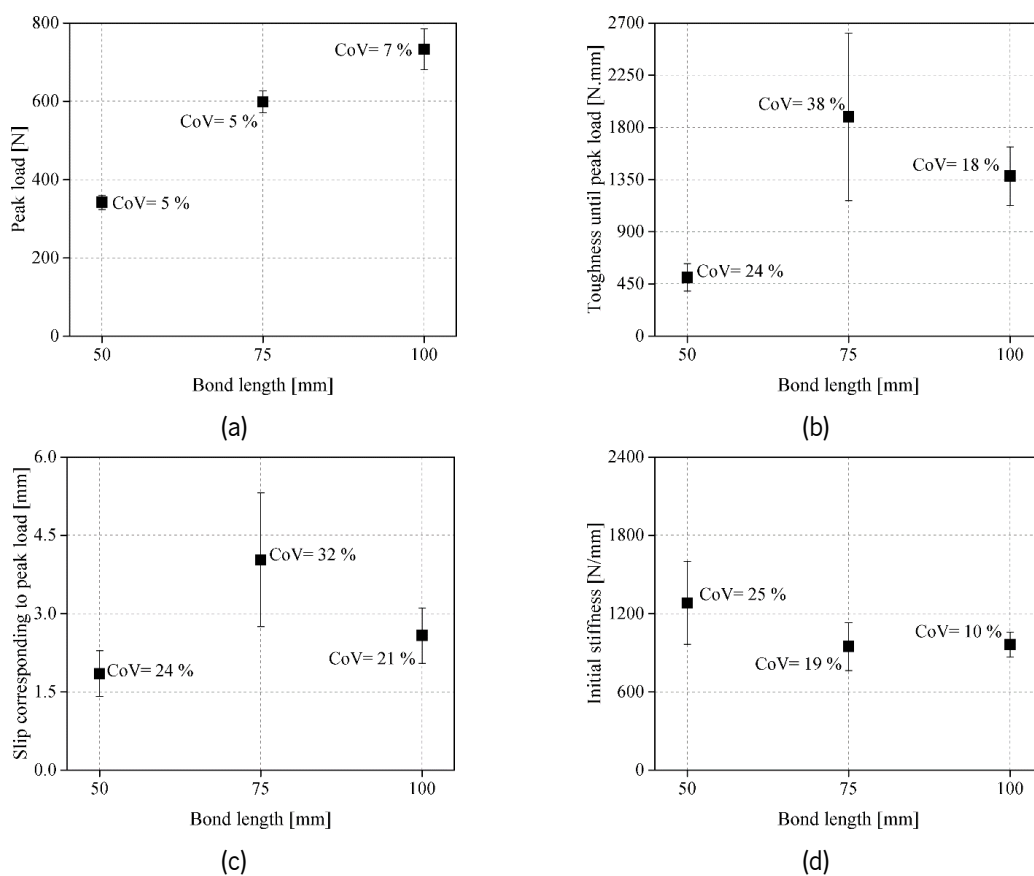 800
600
400
200
0
Peak load [N]
CoV= 5 %
CoV= 5 %
CoV= 7 %
50
75
100
Bond length [mm]
(a)
2700
2250
1800
1350
900
450
0
Toughness until peak load [N.mm]
CoV= 24 %
CoV= 38 %
CoV= 18 %
50
75
100
Bond length [mm]
(b)
6.0
4.5
3.0
1.5
0.0
Slip corresponding to peak load [mm]
CoV= 24 %
CoV= 32 %
CoV= 21 %
50
75
100
Bond length [mm]
(c)
2400
1800
1200
600
0
Initial stiffness [N/mm]
CoV= 25 %
CoV= 19 %
CoV= 10 %
50
75
100
Bond length [mm]
(d)